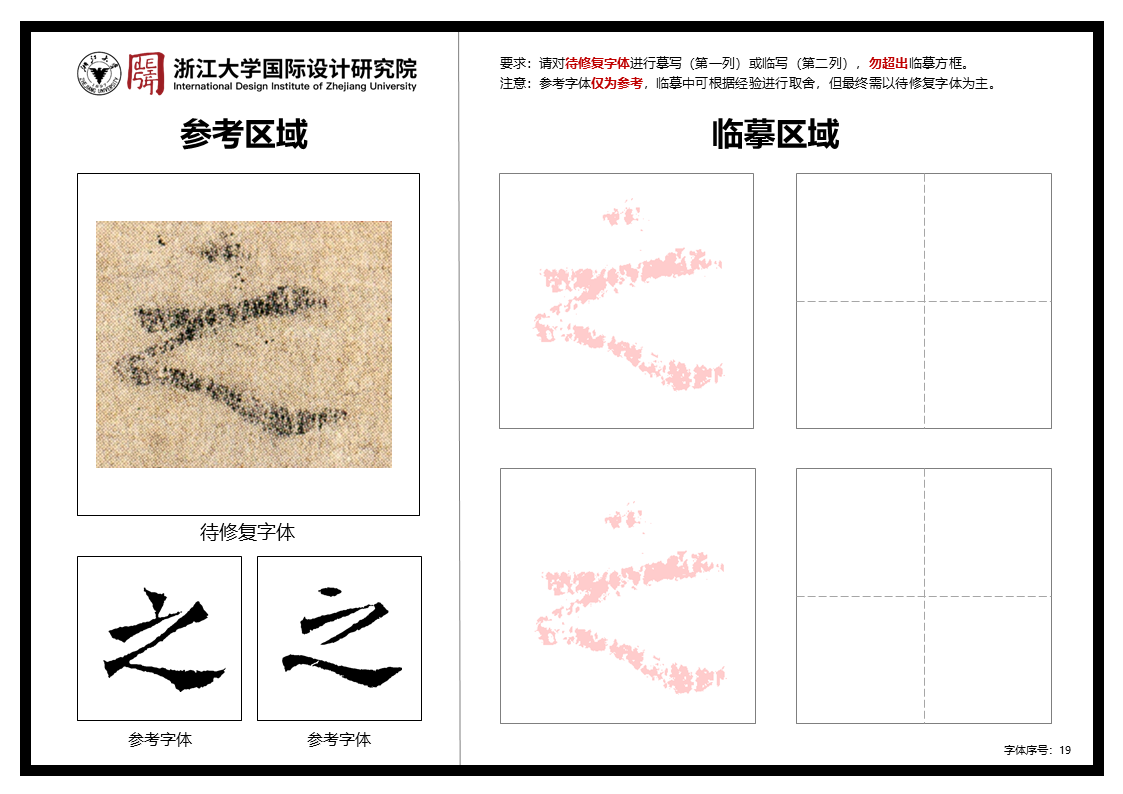 浙江大学国际设计研究院
International Design Institute of Zhejiang University
参考区域
之
待修复字体
之 之
参考字体 参考字体
要求：请对待修复字体进行摹写（第一列）或临写（第二列），勿超出临摹方框。
注意：参考字体仅为参考，临摹中可根据经验进行取舍，但最终需以待修复字体为主。
临摹区域
之
之
字体序号：19